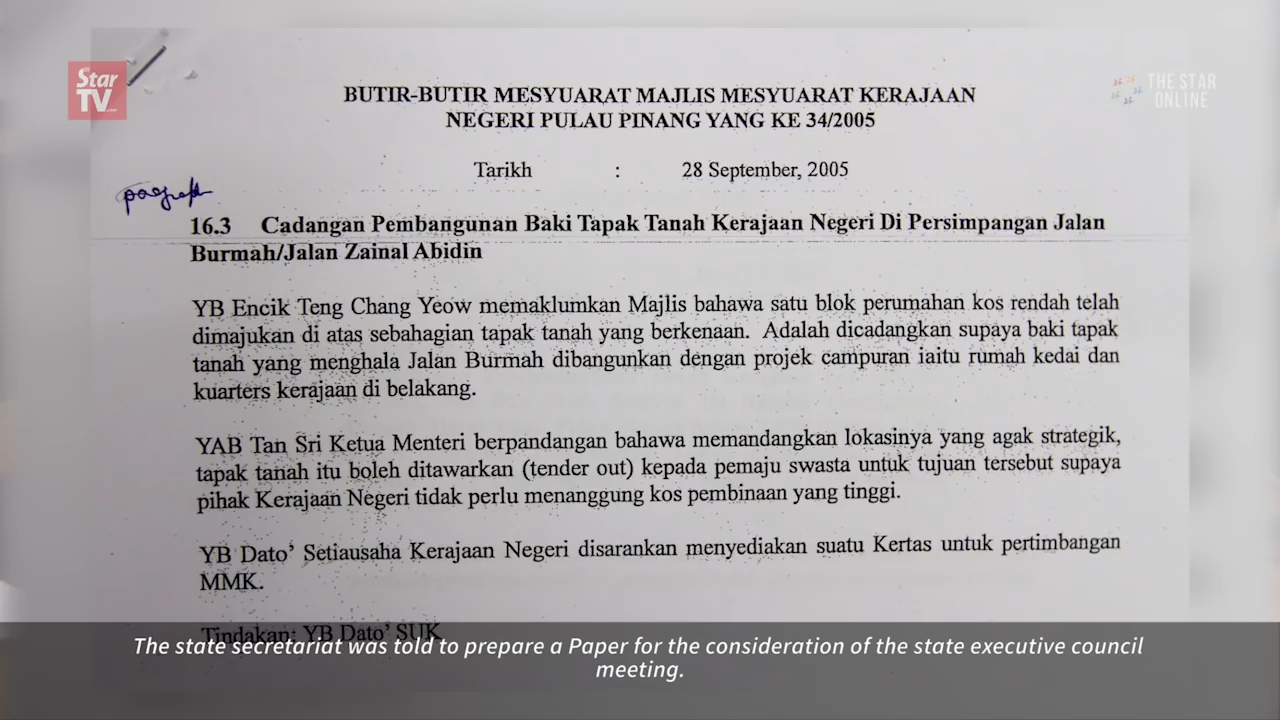 Star
TV
THE STAR
ONLINE
BUTIR-BUTIR MESYUARAT MAJLIS MESYUARAT KERAJAAN
NEGERI PULAU PINANG YANG KE 34/2005
Tarikh : 28 September, 2005
paragraph
16.3 Cadangan Pembangunan Baki Tapak Tanah Kerajaan Negeri Di Persimpangan Jalan
Burmah/Jalan Zainal Abidin
YB Encik Teng Chang Yeow memaklumkan Majlis bahawa satu blok perumahan kos rendah telah
dimajukan di atas sebahagian tapak tanah yang berkenaan. Adalah dicadangkan supaya baki tapak
tanah yang menghala Jalan Burmah dibangunkan dengan projek campuran iaitu rumah kedai dan
kuarters kerajaan di belakang.
YAB Tan Sri Ketua Menteri berpandangan bahawa memandangkan lokasinya yang agak strategik,
tapak tanah itu boleh ditawarkan (tender out) kepada pemaju swasta untuk tujuan tersebut supaya
pihak Kerajaan Negeri tidak perlu menanggung kos pembinaan yang tinggi.
YB Dato' Setiausaha Kerajaan Negeri disarankan menyediakan suatu Kertas untuk pertimbangan
MMK.
Tindakan: YB Dato' SUK
The state secretariat was told to prepare a Paper for the consideration of the state executive council
meeting.